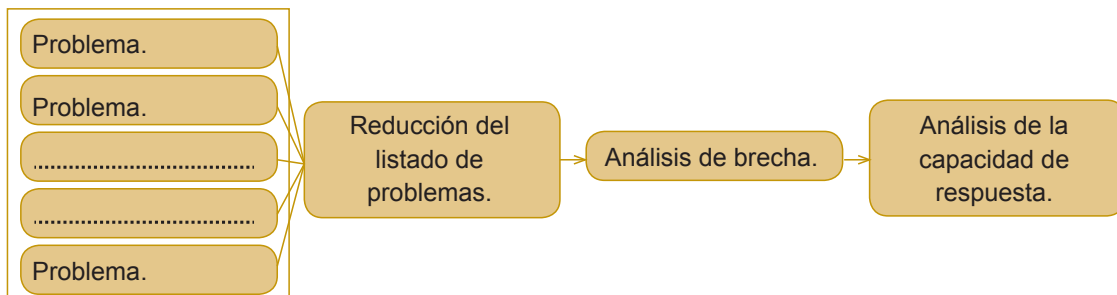 Problema.
Problema.
............................................
............................................
Problema.
Reducción del
listado de
problemas.
Análisis de brecha.
Análisis de la
capacidad de
respuesta.